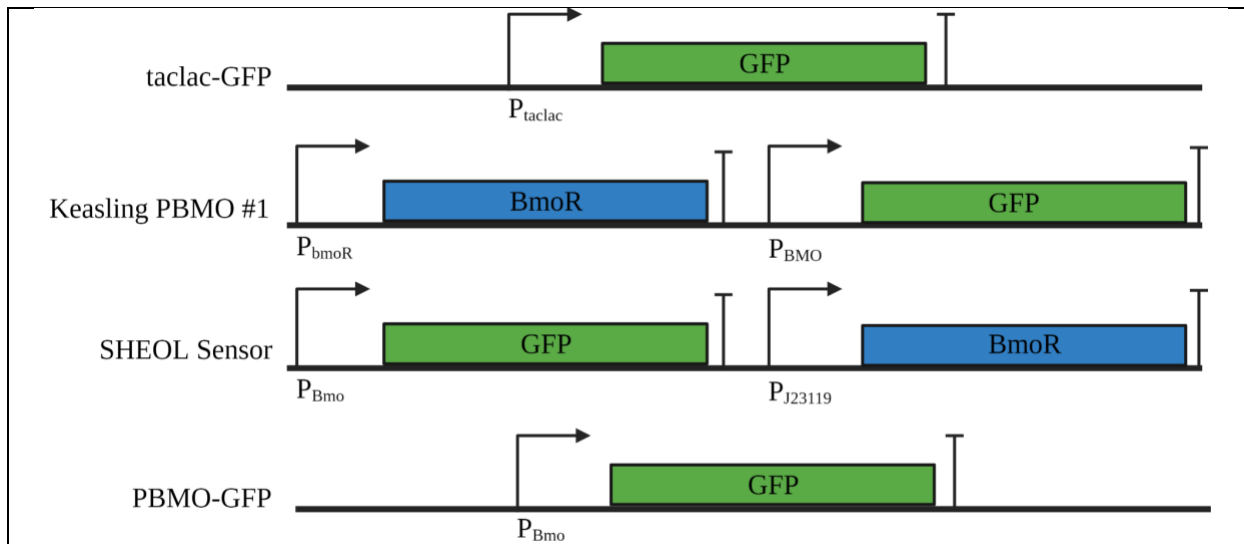 taclac-GFP GFP
Ptaclac
Keasling PBMO #1 BmoR GFP
PbmoR PBMO
SHEOL Sensor GFP BmoR
PBmo PJ23119
PBMO-GFP GFP
PBmo